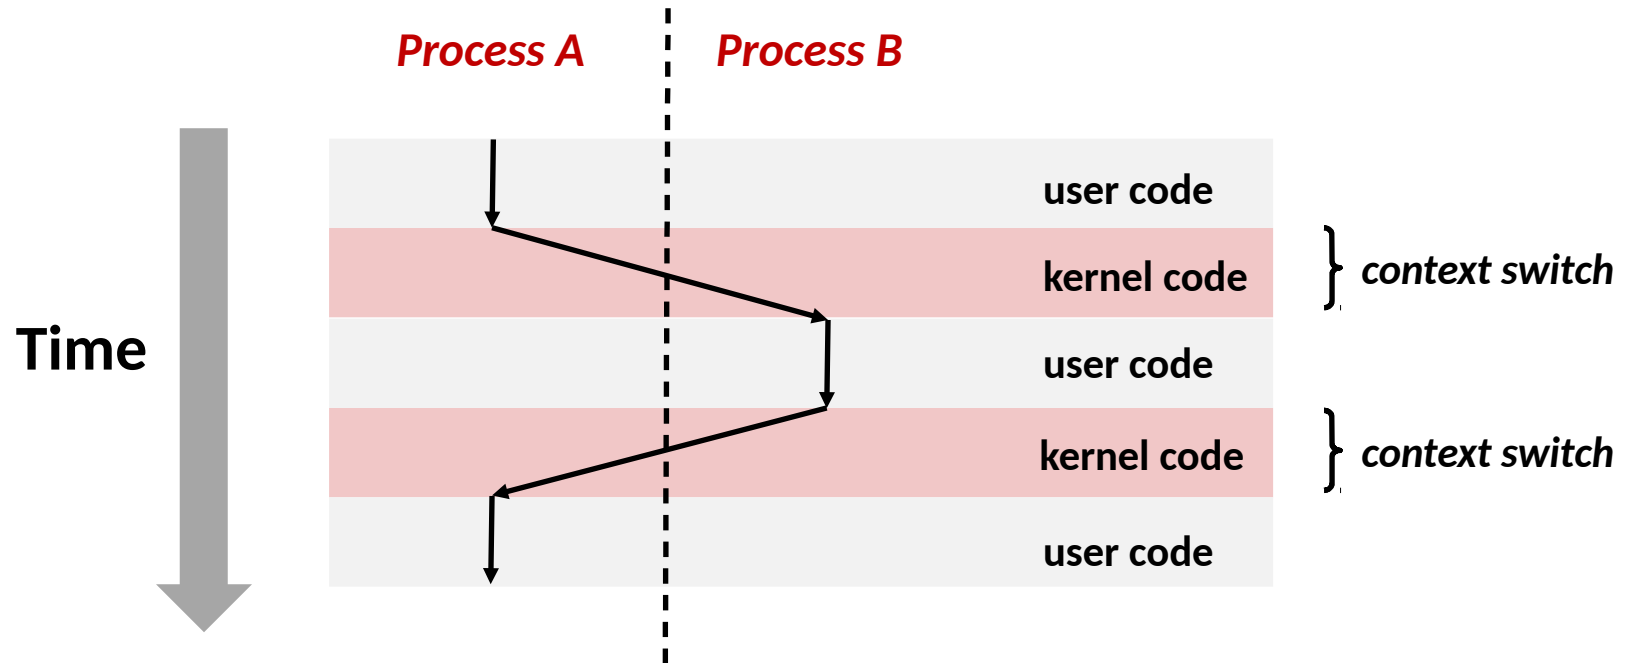 Process A
Process B
user code
kernel code
context switch
Time
user code
kernel code
context switch
user code